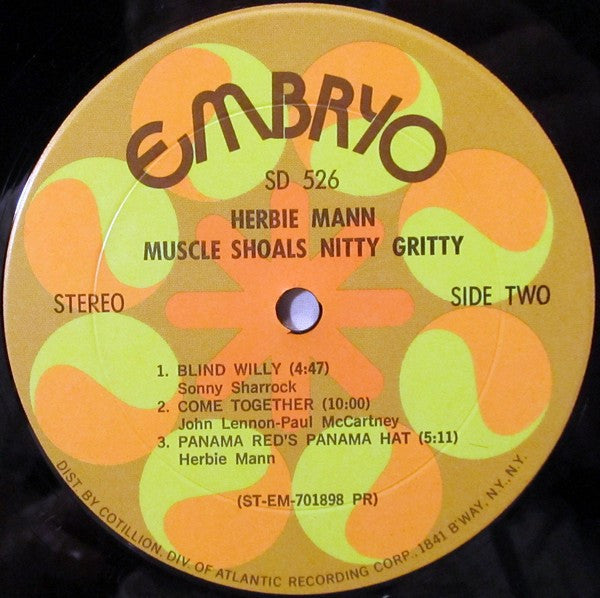 EMBRYO
SD 526
HERBIE MANN
MUSCLE SHOALS NITTY GRITTY
STEREO
SIDE TWO
1. BLIND WILLY (4:47)
Sonny Sharrock
2. COME TOGETHER (10:00)
John Lennon-Paul McCartney
3. PANAMA RED'S PANAMA HAT (5:11)
Herbie Mann
(ST-EM-701898 PR)
DIST. BY COTILLION, DIV. OF ATLANTIC RECORDING CORP., 1841 B'WAY, N.Y., N.Y.